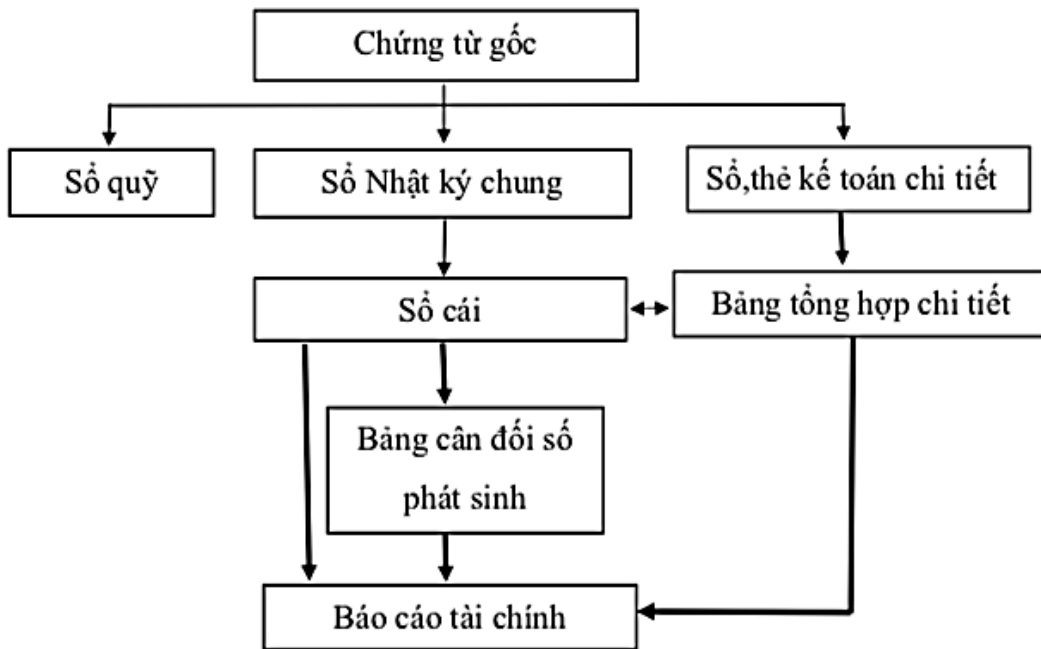 Chứng từ gốc
Sổ quỹ
Sổ Nhật ký chung
Sổ,thẻ kế toán chi tiết
Sổ cái
Bảng tổng hợp chi tiết
Bảng cân đối số
phát sinh
Báo cáo tài chính